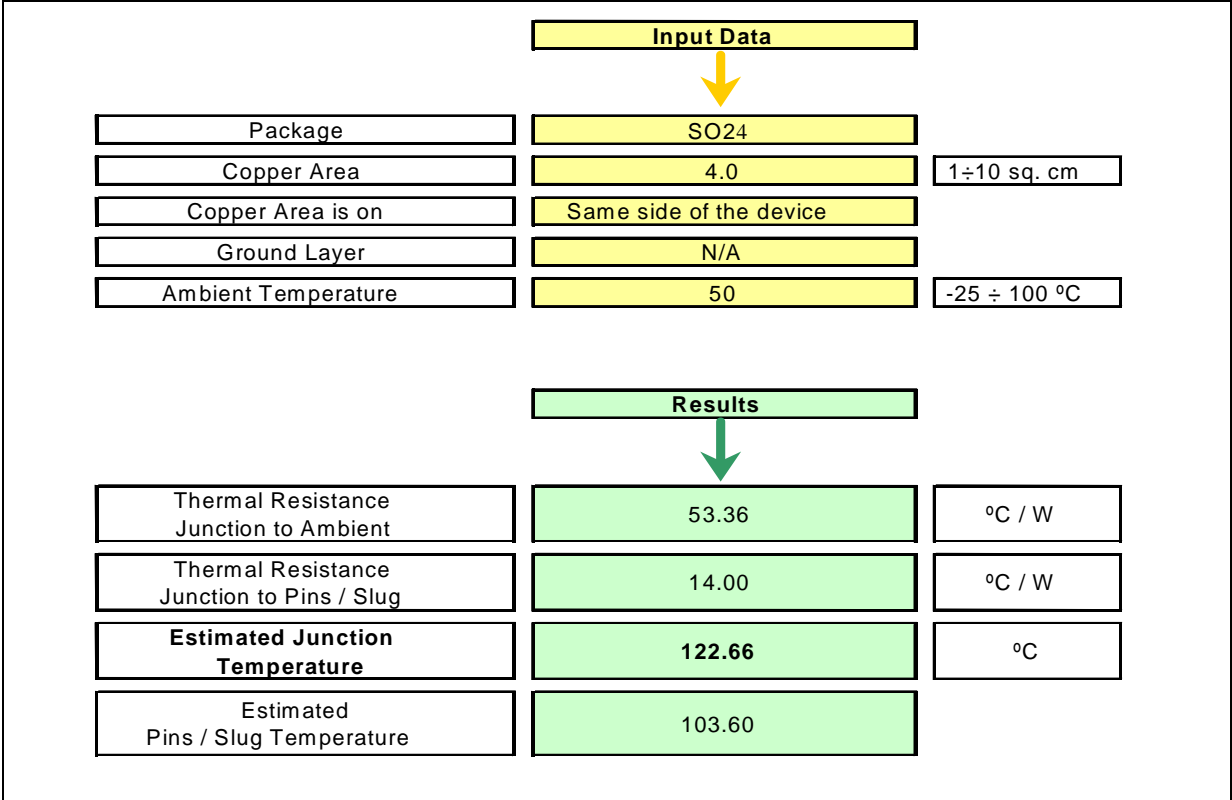 Input Data
Package
SO24
Copper Area
4.0
1÷10 sq. cm
Copper Area is on
Same side of the device
Ground Layer
N/A
Ambient Temperature
50
-25 ÷ 100 ºC
Results
Thermal Resistance
Junction to Ambient
53.36
ºC / W
Thermal Resistance
Junction to Pins / Slug
14.00
ºC / W
Estimated Junction
Temperature
122.66
ºC
Estimated
Pins / Slug Temperature
103.60